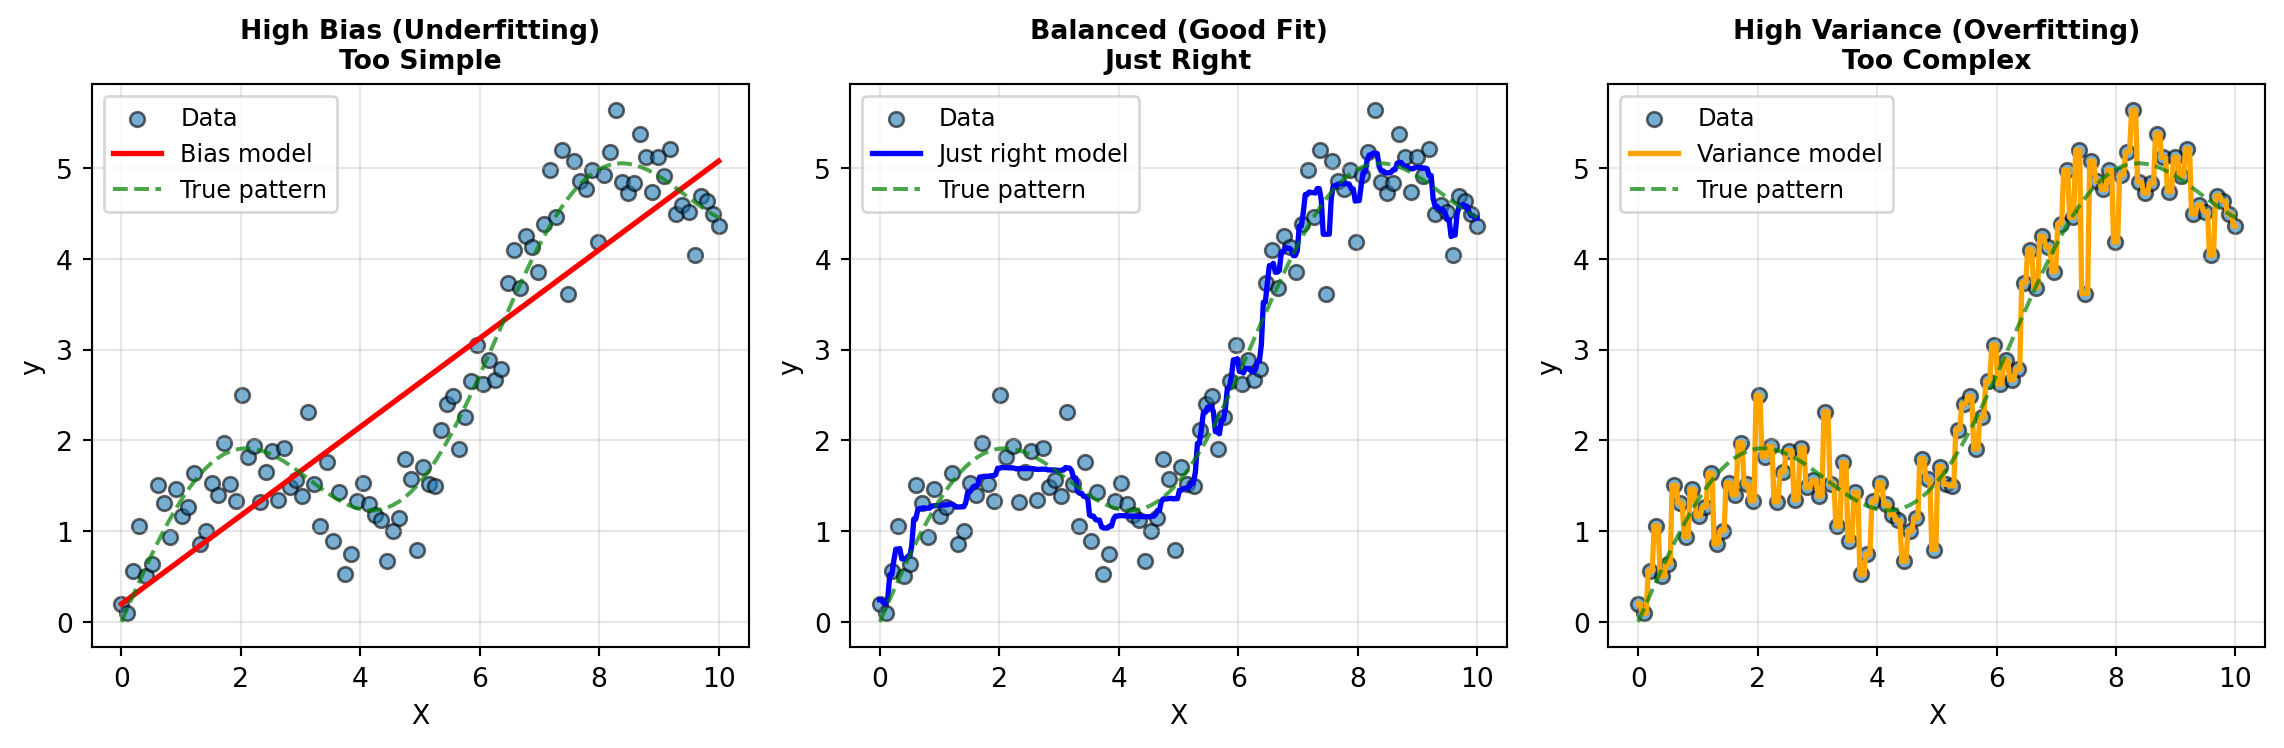 High Bias (Underfitting)
Too Simple
Data
Bias model
True pattern
5
4
3
2
1
0
y
0 2 4 6 8 10
X
Balanced (Good Fit)
Just Right
Data
Just right model
True pattern
5
4
3
2
1
0
y
0 2 4 6 8 10
X
High Variance (Overfitting)
Too Complex
Data
Variance model
True pattern
5
4
3
2
1
0
y
0 2 4 6 8 10
X